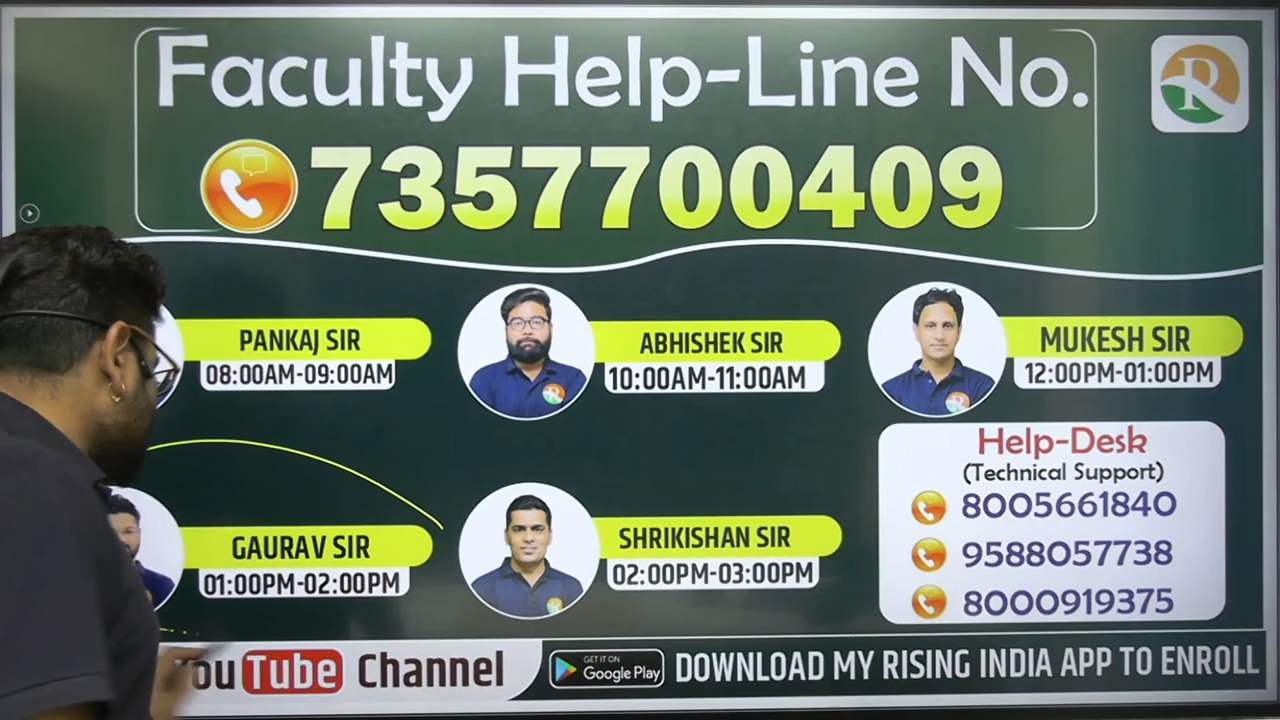 Faculty Help-Line No.
7357700409
R
PANKAJ SIR
08:00AM-09:00AM
ABHISHEK SIR
10:00AM-11:00AM
MUKESH SIR
12:00PM-01:00PM
GAURAV SIR
01:00PM-02:00PM
SHRIKISHAN SIR
02:00PM-03:00PM
Help-Desk
(Technical Support)
8005661840
9588057738
8000919375
ouTube Channel
GET IT ON
Google Play
DOWNLOAD MY RISING INDIA APP TO ENROLL